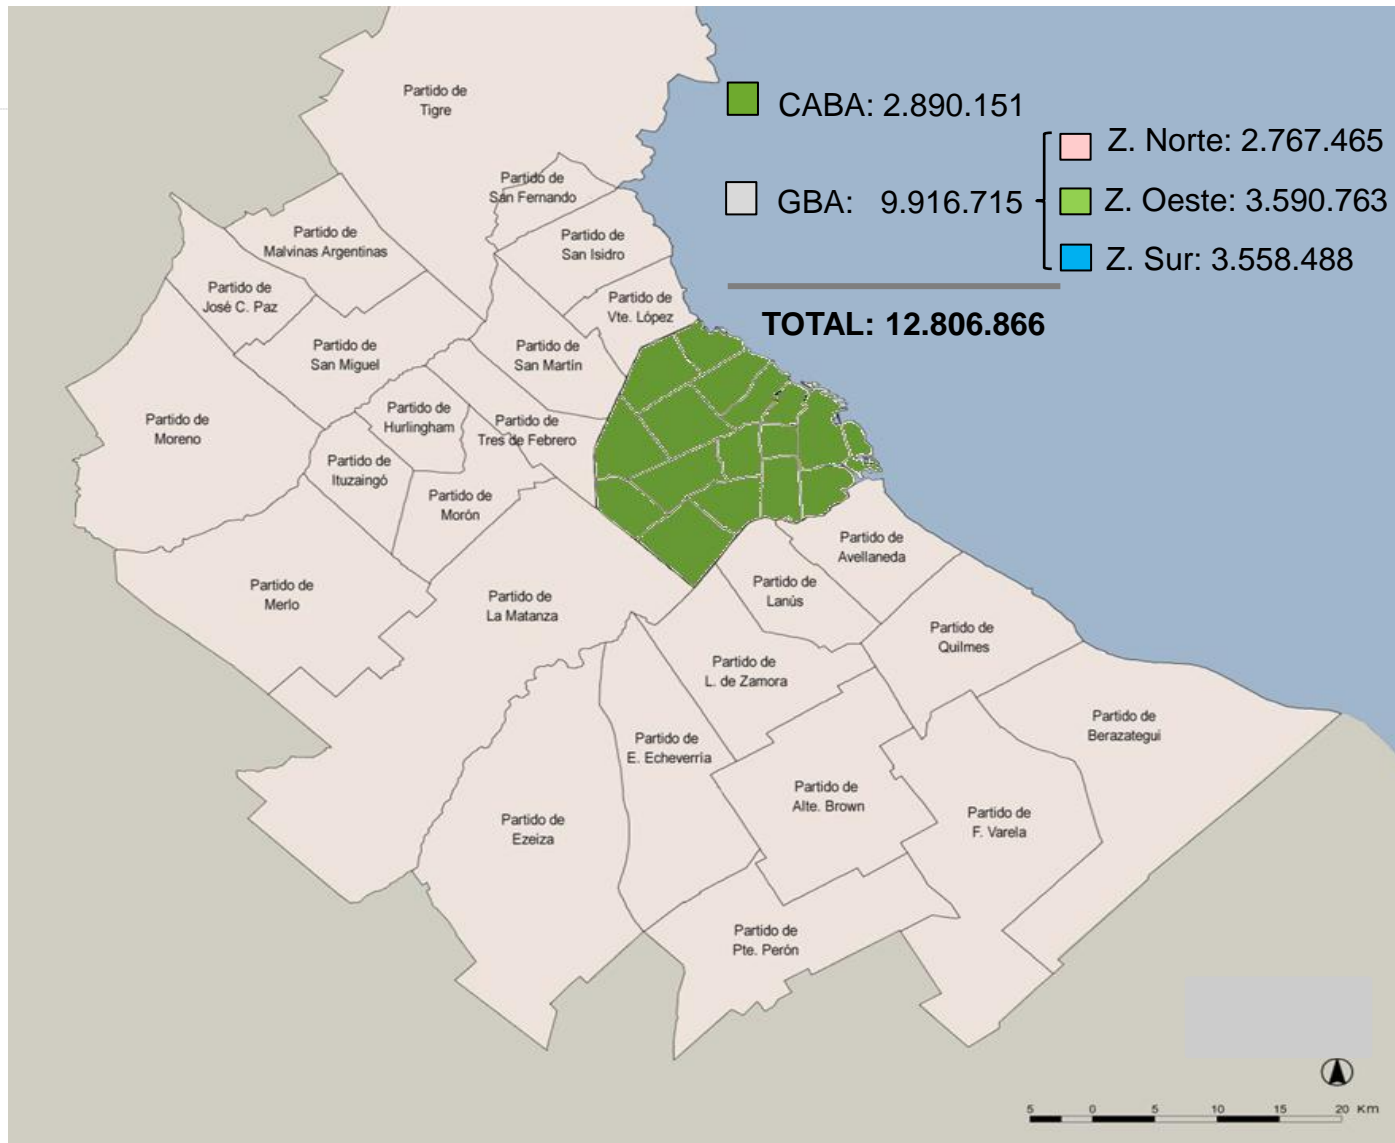 CABA: 2.890.151
GBA: 9.916.715
Z. Norte: 2.767.465
Z. Oeste: 3.590.763
Z. Sur: 3.558.488
TOTAL: 12.806.866
Partido de
Tigre
Partido de
San Fernando
Partido de
Malvinas Argentinas
Partido de
San Isidro
Partido de
José C. Paz
Partido de
Vte. López
Partido de
San Miguel
Partido de
San Martín
Partido de
Moreno
Partido de
Hurlingham
Partido de
Tres de Febrero
Partido de
Ituzaingó
Partido de
Morón
Partido de
Merlo
Partido de
La Matanza
Partido de
Avellaneda
Partido de
Lanús
Partido de
Quilmes
Partido de
L. de Zamora
Partido de
Berazategui
Partido de
E. Echeverría
Partido de
Alte. Brown
Partido de
Ezeiza
Partido de
F. Varela
Partido de
Pte. Perón
5 0 5 10 15 20 Km